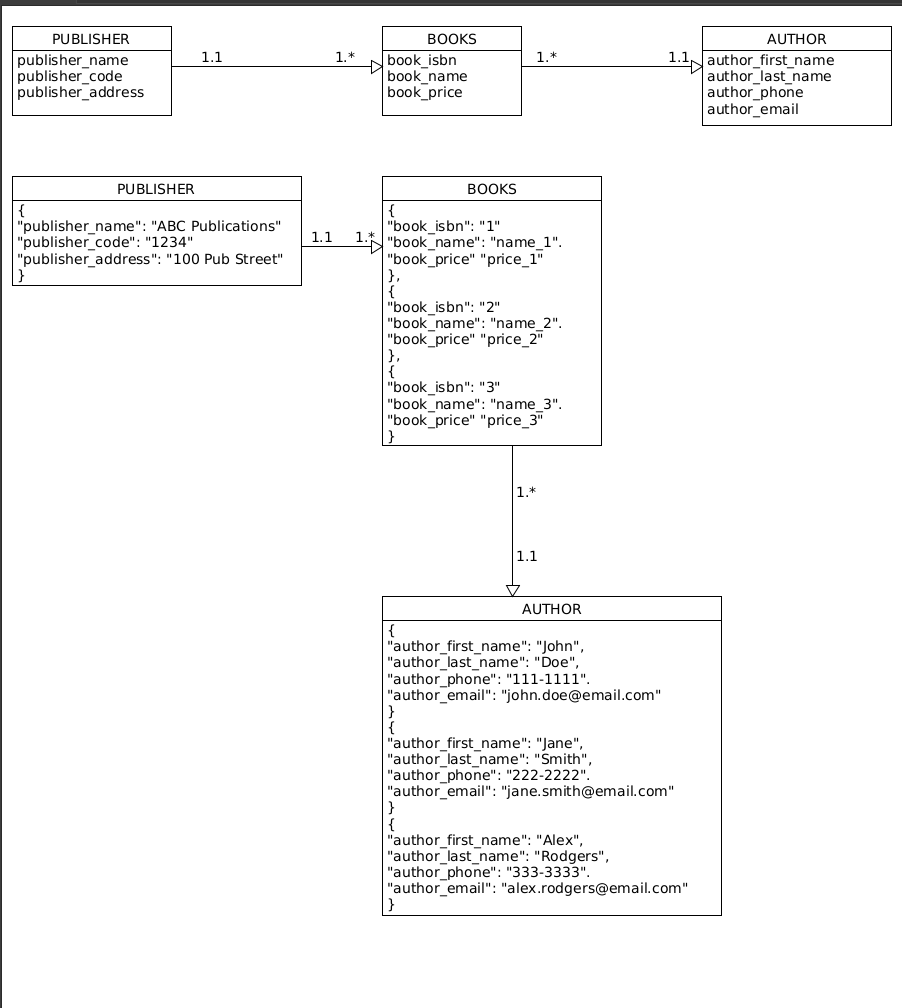 PUBLISHER
publisher_name
publisher_code
publisher_address
1.1
1.*
BOOKS
book_isbn
book_name
book_price
1.*
1.1
AUTHOR
author_first_name
author_last_name
author_phone
author_email
PUBLISHER
{
"publisher_name": "ABC Publications"
"publisher_code": "1234"
"publisher_address": "100 Pub Street"
}
1.1
1.*
BOOKS
{
"book_isbn": "1"
"book_name": "name_1".
"book_price" "price_1"
},
{
"book_isbn": "2"
"book_name": "name_2".
"book_price" "price_2"
},
{
"book_isbn": "3"
"book_name": "name_3".
"book_price" "price_3"
}
1.*
1.1
AUTHOR
{
"author_first_name": "John",
"author_last_name": "Doe",
"author_phone": "111-1111".
"author_email": "john.doe@email.com"
}
{
"author_first_name": "Jane",
"author_last_name": "Smith",
"author_phone": "222-2222".
"author_email": "jane.smith@email.com"
}
{
"author_first_name": "Alex",
"author_last_name": "Rodgers",
"author_phone": "333-3333".
"author_email": "alex.rodgers@email.com"
}